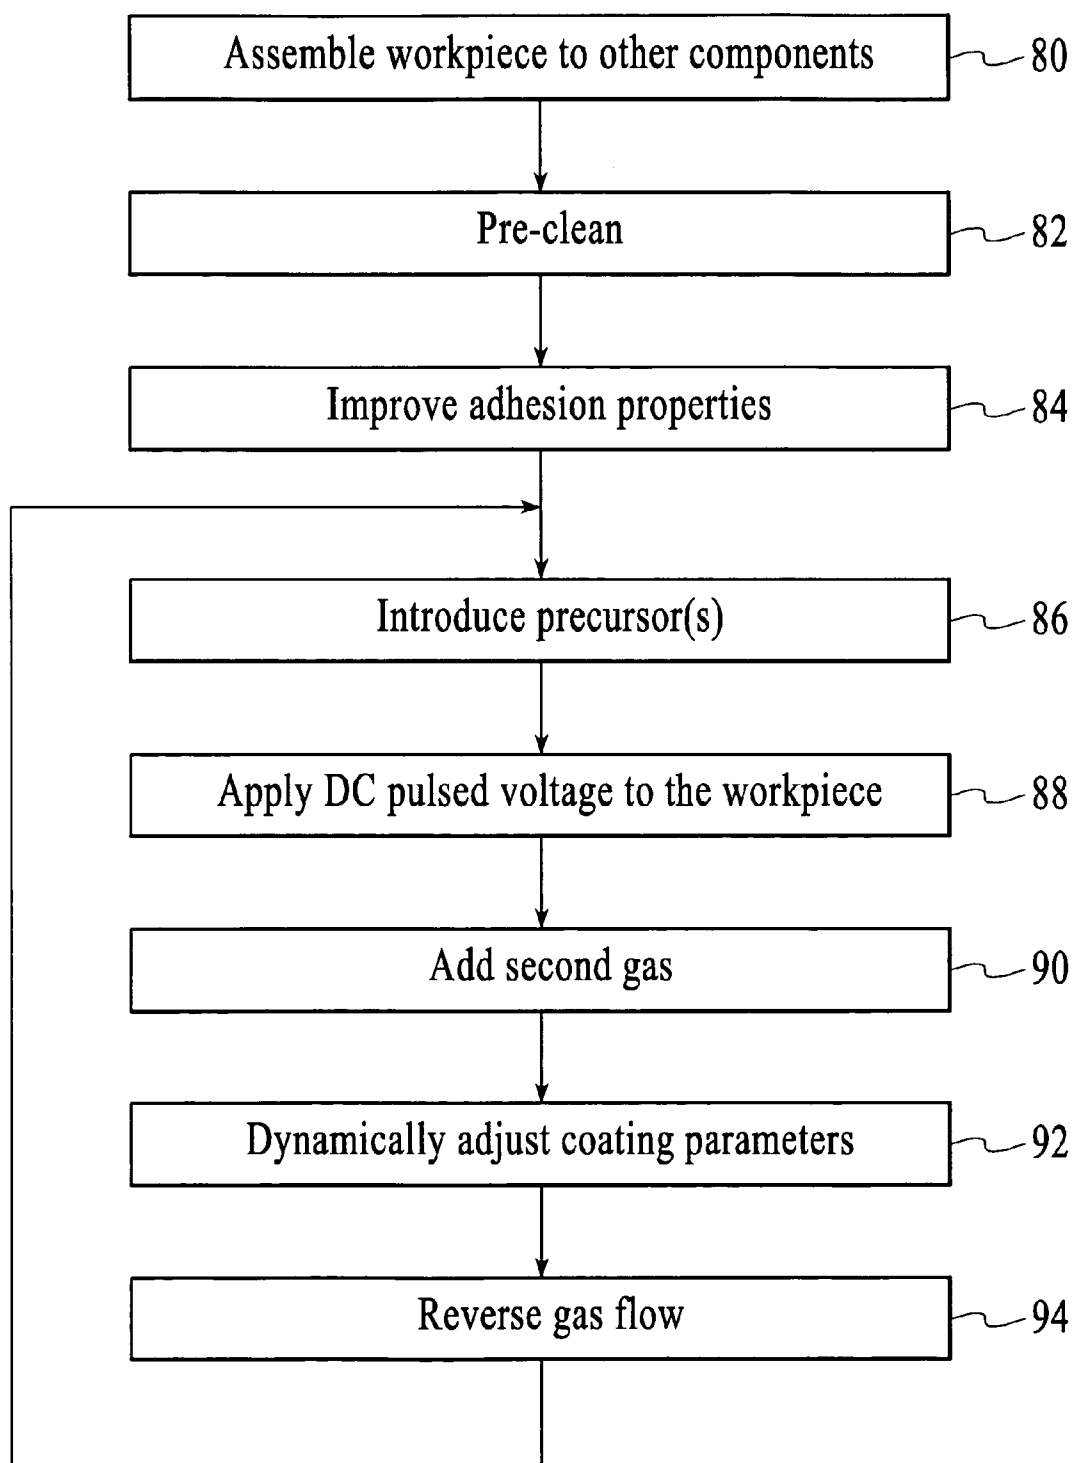 Assemble workpiece to other components 80
Pre-clean 82
Improve adhesion properties 84
Introduce precursor(s) 86
Apply DC pulsed voltage to the workpiece 88
Add second gas 90
Dynamically adjust coating parameters 92
Reverse gas flow 94